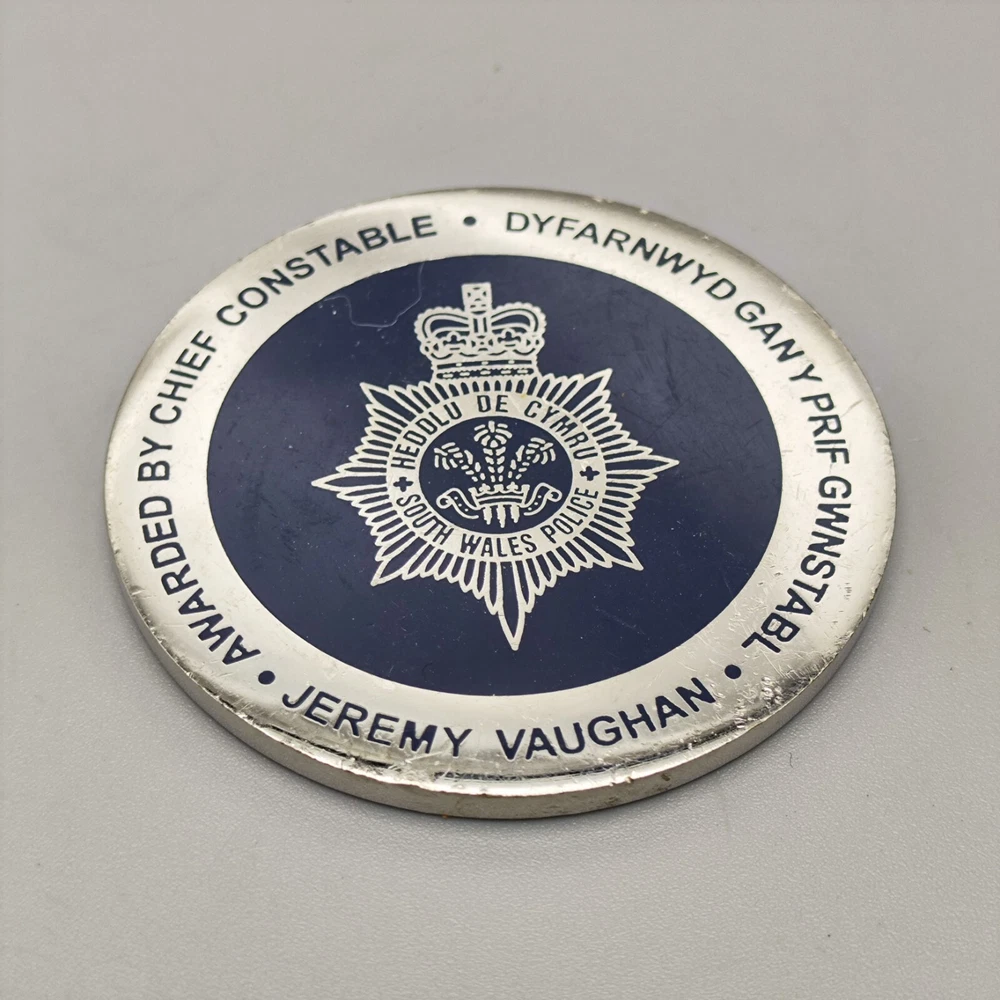 AWARDED BY CHIEF CONSTABLE • DYFARNWYD GAN Y PRIF GWNSTABL •
JEREMY VAUGHAN •
HEDDLU DE CYMRU
SOUTH WALES POLICE